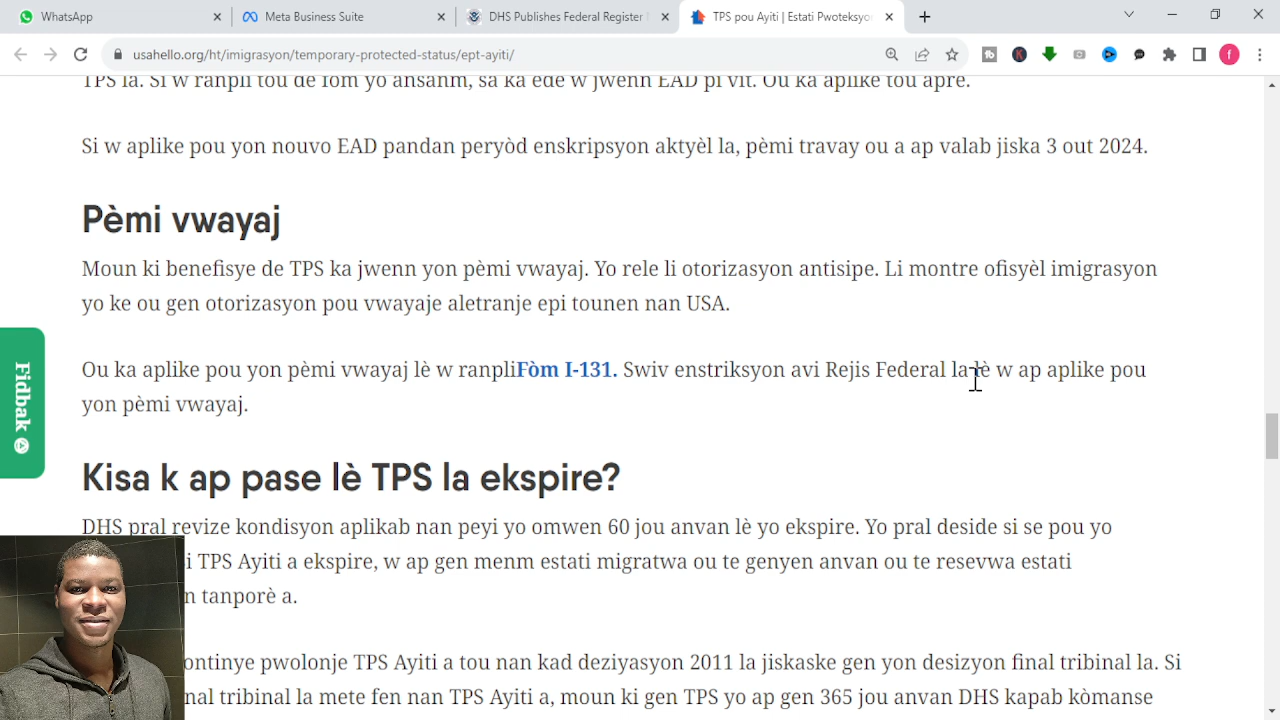 WhatsApp
Meta Business Suite
DHS Publishes Federal Register
TPS pou Ayiti | Estati Pwoteksyon
usahello.org/ht/imigrasyon/temporary-protected-status/ept-ayiti/
f
TPS la. Si w ranpli tou de fòm yo ansanm, sa ka ede w jwenn EAD pi vit. Ou ka aplike tou apre.
Si w aplike pou yon nouvo EAD pandan peryòd enskripsyon aktyèl la, pèmi travay ou a ap valab jiska 3 out 2024.
Pèmi vwayaj
Moun ki benefisye de TPS ka jwenn yon pèmi vwayaj. Yo rele li otorizasyon antisipe. Li montre ofisyèl imigrasyon
yo ke ou gen otorizasyon pou vwayaje aletranje epi tounen nan USA.
Ou ka aplike pou yon pèmi vwayaj lè w ranpliFòm I-131. Swiv enstriksyon avi Rejis Federal la lè w ap aplike pou
yon pèmi vwayaj.
Fidbak
Kisa k ap pase lè TPS la ekspire?
DHS pral revize kondisyon aplikab nan peyi yo omwen 60 jou anvan lè yo ekspire. Yo pral deside si se pou yo
TPS Ayiti a ekspire, w ap gen menm estati migratwa ou te genyen anvan ou te resevwa estati
tanporè a.
pwolonje TPS Ayiti a tou nan kad deziyasyon 2011 la jiskaske gen yon desizyon final tribinal la. Si
tribinal la mete fen nan TPS Ayiti a, moun ki gen TPS yo ap gen 365 jou anvan DHS kapab kòmanse